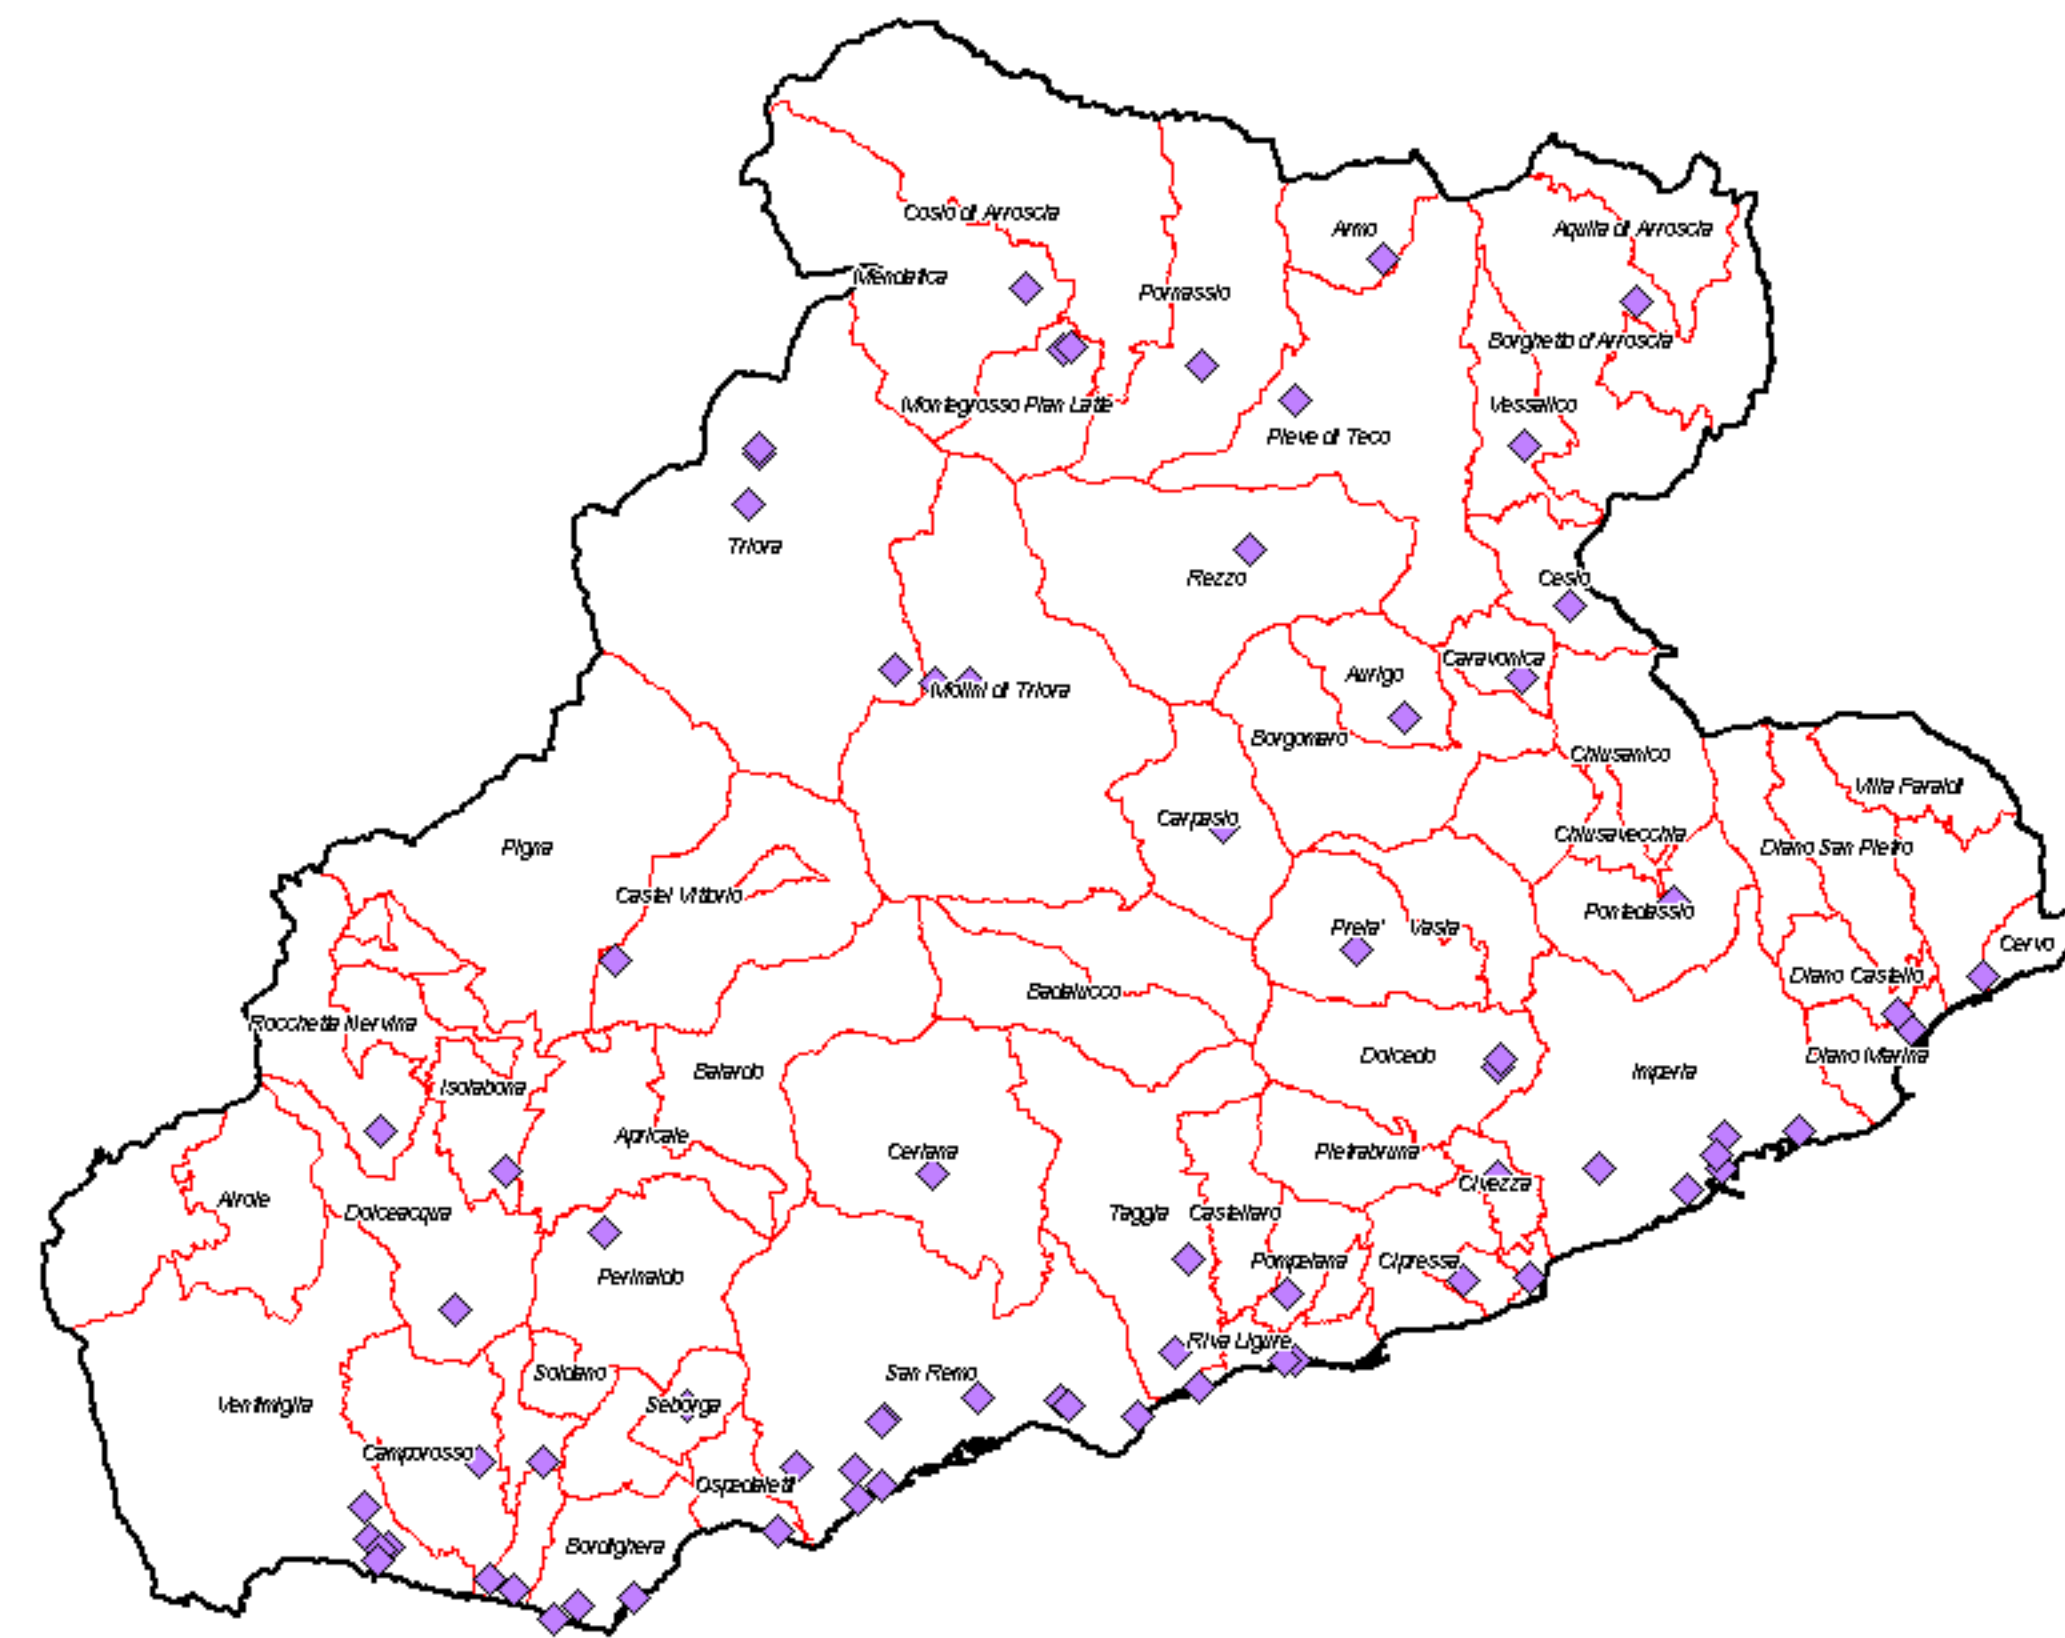 Cosio di Arroscia
Armo
Aquila di Arroscia
Mendatica
Pornassio
Borghetto d'Arroscia
Montegrosso Pian Latte
Vessalico
Pieve di Teco
Triora
Rezzo
Cesio
Caravonica
Aurigo
Molini di Triora
Borgomaro
Chiusanico
Villa Faraldi
Carpasio
Chiusavecchia
Pigna
Diano San Pietro
Castel Vittorio
Pontedassio
Prela'
Vasia
Cervo
Diano Castello
Badalucco
Rocchetta Nervina
Dolcedo
Diano Marina
Baiardo
Imperia
Isolabona
Apricale
Ceriana
Pietrabruna
Civezza
Airole
Dolceacqua
Taggia
Castellaro
Pompeiana
Cipressa
Perinaldo
Riva Ligure
Soldano
San Remo
Ventimiglia
Seborga
Camporosso
Ospedaletti
Bordighera